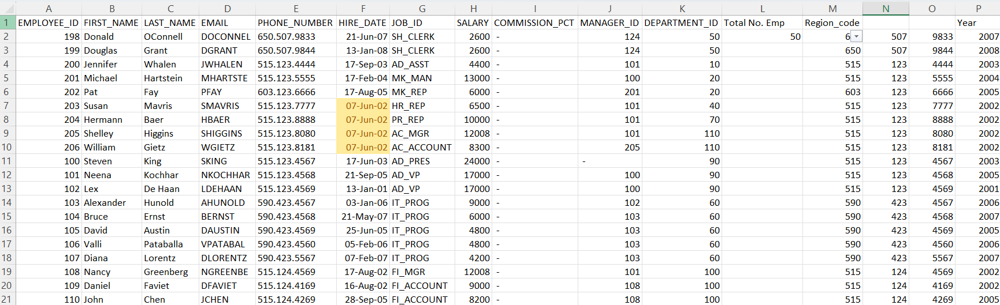 A B C D E F G H I J K L M N O P
1 EMPLOYEE_ID FIRST_NAME LAST_NAME EMAIL PHONE_NUMBER HIRE_DATE JOB_ID SALARY COMMISSION_PCT MANAGER_ID DEPARTMENT_ID Total No. Emp Region_code Year
2 198 Donald OConnell DOCONNEL 650.507.9833 21-Jun-07 SH_CLERK 2600 - 124 50 50 6 507 9833 2007
3 199 Douglas Grant DGRANT 650.507.9844 13-Jan-08 SH_CLERK 2600 - 124 50 650 507 9844 2008
4 200 Jennifer Whalen JWHALEN 515.123.4444 17-Sep-03 AD_ASST 4400 - 101 10 515 123 4444 2003
5 201 Michael Hartstein MHARTSTE 515.123.5555 17-Feb-04 MK_MAN 13000 - 100 20 515 123 5555 2004
6 202 Pat Fay PFAY 603.123.6666 17-Aug-05 MK_REP 6000 - 201 20 603 123 6666 2005
7 203 Susan Mavris SMAVRIS 515.123.7777 07-Jun-02 HR_REP 6500 - 101 40 515 123 7777 2002
8 204 Hermann Baer HBAER 515.123.8888 07-Jun-02 PR_REP 10000 - 101 70 515 123 8888 2002
9 205 Shelley Higgins SHIGGINS 515.123.8080 07-Jun-02 AC_MGR 12008 - 101 110 515 123 8080 2002
10 206 William Gietz WGIETZ 515.123.8181 07-Jun-02 AC_ACCOUNT 8300 - 205 110 515 123 8181 2002
11 100 Steven King SKING 515.123.4567 17-Jun-03 AD_PRES 24000 - - 90 515 123 4567 2003
12 101 Neena Kochhar NKOCHHAR 515.123.4568 21-Sep-05 AD_VP 17000 - 100 90 515 123 4568 2005
13 102 Lex De Haan LDEHAAN 515.123.4569 13-Jan-01 AD_VP 17000 - 100 90 515 123 4569 2001
14 103 Alexander Hunold AHUNOLD 590.423.4567 03-Jan-06 IT_PROG 9000 - 102 60 590 423 4567 2006
15 104 Bruce Ernst BERNST 590.423.4568 21-May-07 IT_PROG 6000 - 103 60 590 423 4568 2007
16 105 David Austin DAUSTIN 590.423.4569 25-Jun-05 IT_PROG 4800 - 103 60 590 423 4569 2005
17 106 Valli Pataballa VPATABAL 590.423.4560 05-Feb-06 IT_PROG 4800 - 103 60 590 423 4560 2006
18 107 Diana Lorentz DLORENTZ 590.423.5567 07-Feb-07 IT_PROG 4200 - 103 60 590 423 5567 2007
19 108 Nancy Greenberg NGREENBE 515.124.4569 17-Aug-02 FI_MGR 12008 - 101 100 515 124 4569 2002
20 109 Daniel Faviet DFAVIET 515.124.4169 16-Aug-02 FI_ACCOUNT 9000 - 108 100 515 124 4169 2002
21 110 John Chen JCHEN 515.124.4269 28-Sep-05 FI_ACCOUNT 8200 - 108 100 515 124 4269 2005